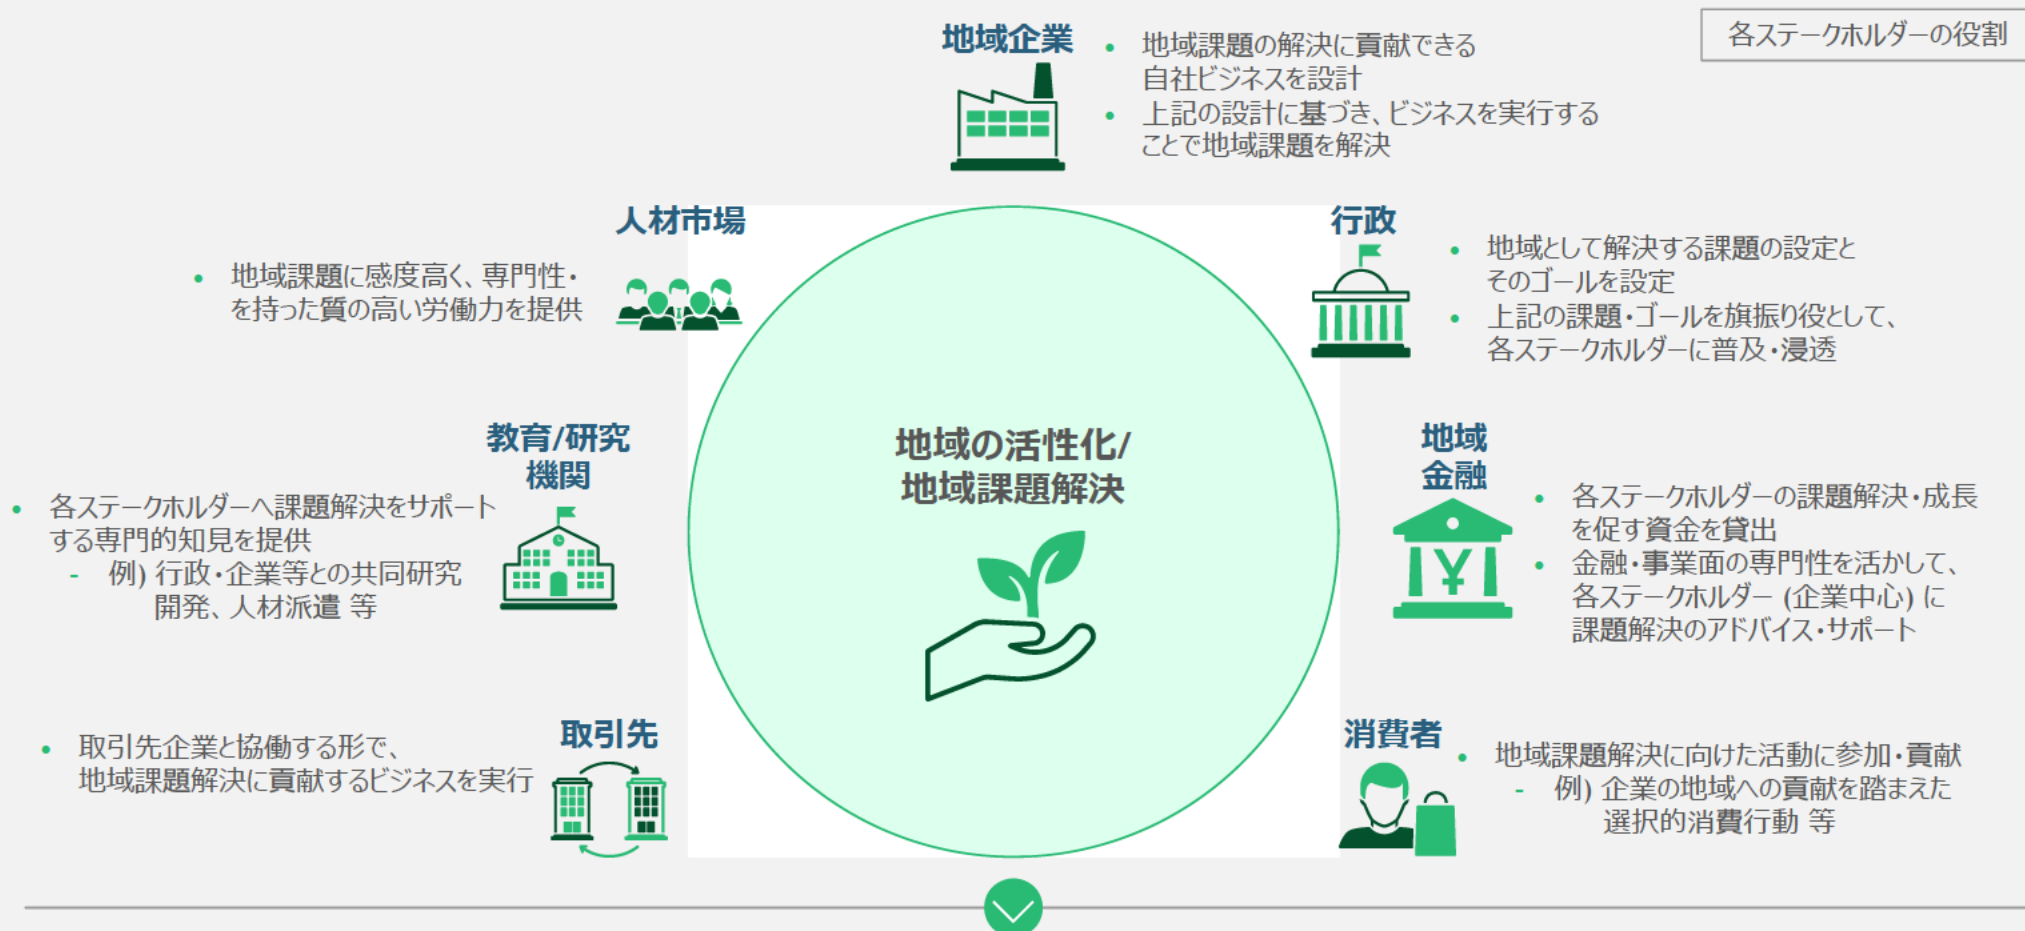 各ステークホルダーの役割
地域企業
• 地域課題の解決に貢献できる
自社ビジネスを設計
• 上記の設計に基づき、ビジネスを実行する
ことで地域課題を解決
人材市場
• 地域課題に感度高く、専門性・
を持った質の高い労働力を提供
行政
• 地域として解決する課題の設定と
そのゴールを設定
• 上記の課題・ゴールを旗振り役として、
各ステークホルダーに普及・浸透
教育/研究
機関
• 各ステークホルダーへ課題解決をサポート
する専門的知見を提供
- 例) 行政・企業等との共同研究
開発、人材派遣 等
地域の活性化/
地域課題解決
地域
金融
¥
• 各ステークホルダーの課題解決・成長
を促す資金を貸出
• 金融・事業面の専門性を活かして、
各ステークホルダー (企業中心) に
課題解決のアドバイス・サポート
取引先
• 取引先企業と協働する形で、
地域課題解決に貢献するビジネスを実行
消費者
• 地域課題解決に向けた活動に参加・貢献
- 例) 企業の地域への貢献を踏まえた
選択的消費行動 等